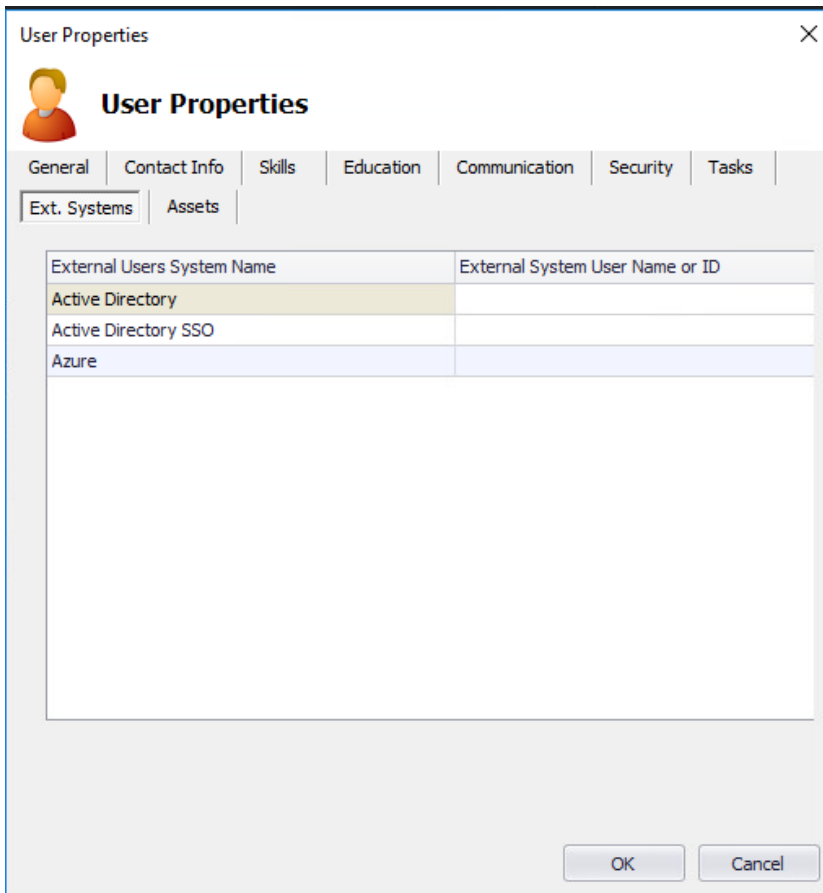 User Properties
User Properties
General Contact Info Skills Education Communication Security Tasks
Ext. Systems Assets
External Users System Name External System User Name or ID
Active Directory
Active Directory SSO
Azure
OK Cancel